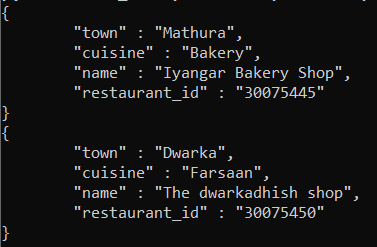 {
"town" : "Mathura",
"cuisine" : "Bakery",
"name" : "Iyangar Bakery Shop",
"restaurant_id" : "30075445"
}
{
"town" : "Dwarka",
"cuisine" : "Farsaan",
"name" : "The dwarkadhish shop",
"restaurant_id" : "30075450"
}